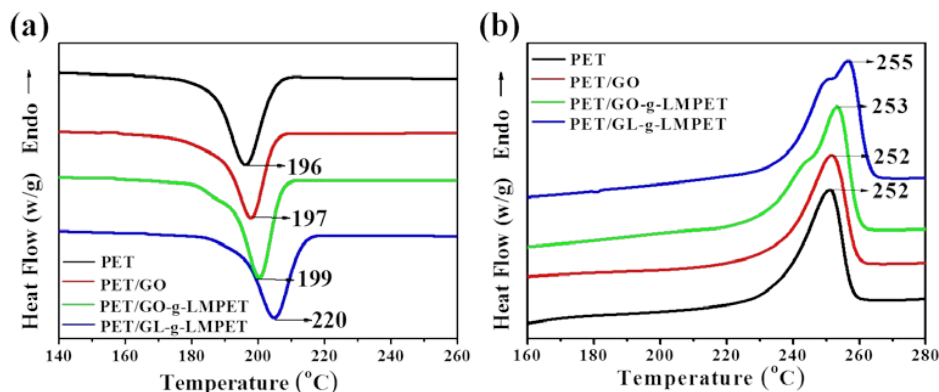 (a)
Heat Flow (w/g) Endo →
196
197
199
220
PET
PET/GO
PET/GO-g-LMPET
PET/GL-g-LMPET
140 160 180 200 220 240 260
Temperature (°C)
(b)
Heat Flow (w/g) Endo →
PET
PET/GO
PET/GO-g-LMPET
PET/GL-g-LMPET
255
253
252
252
160 180 200 220 240 260 280
Temperature (°C)